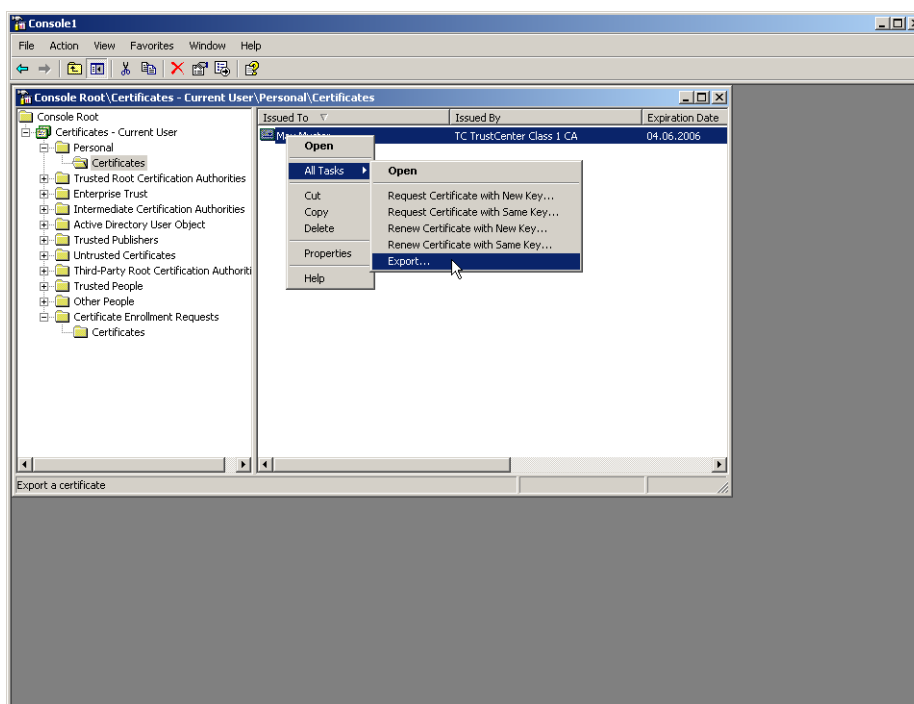 Console1
File Action View Favorites Window Help
Console Root\Certificates - Current User\Personal\Certificates
Console Root
Certificates - Current User
Personal
Certificates
Trusted Root Certification Authorities
Enterprise Trust
Intermediate Certification Authorities
Active Directory User Object
Trusted Publishers
Untrusted Certificates
Third-Party Root Certification Authoriti
Trusted People
Other People
Certificate Enrollment Requests
Certificates
Issued To Issued By Expiration Date
TC TrustCenter Class 1 CA 04.06.2006
Open
All Tasks
Cut
Copy
Delete
Properties
Help
Open
Request Certificate with New Key...
Request Certificate with Same Key...
Renew Certificate with New Key...
Renew Certificate with Same Key...
Export...
Export a certificate